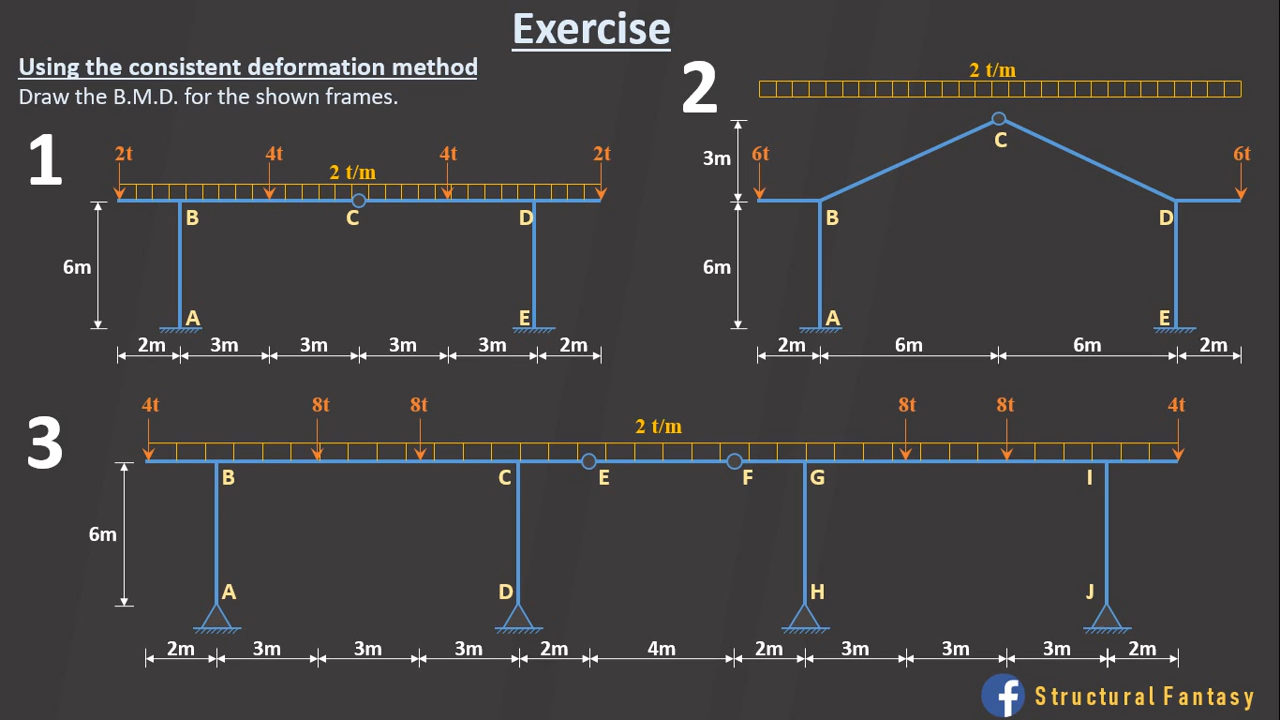 Exercise
Using the consistent deformation method
Draw the B.M.D. for the shown frames.
1
2t 4t 4t 2t
2 t/m
B C D
6m
A E
2m 3m 3m 3m 3m 2m
2
2 t/m
6t 6t
3m
C
B D
6m
A E
2m 6m 6m 2m
3
4t 8t 8t 8t 8t 4t
2 t/m
B C E F G I
6m
A D H J
2m 3m 3m 3m 2m 4m 2m 3m 3m 3m 2m
f Structural Fantasy